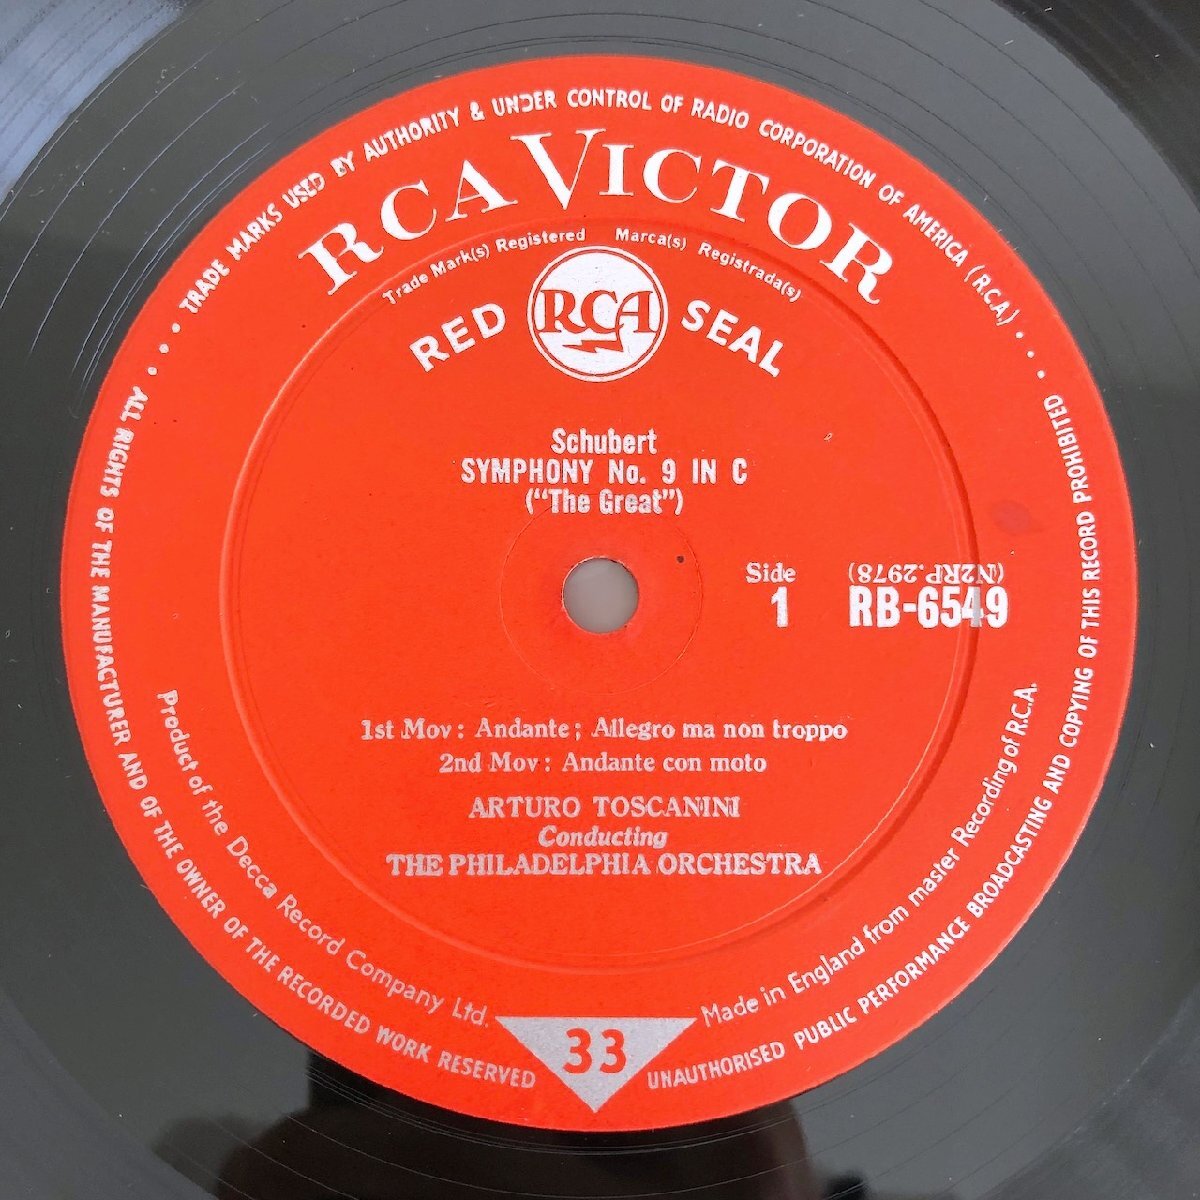 TRADE MARKS USED BY AUTHORITY & UNDER CONTROL OF RADIO CORPORATION OF AMERICA (R.C.A)
RCA VICTOR
Trade Mark(s) Registered Marca(s) Registrada(s)
RED RCA SEAL
Schubert
SYMPHONY No. 9 IN C
("The Great")
Side
1
(N2RP.2978)
RB-6549
1st Mov: Andante; Allegro ma non troppo
2nd Mov: Andante con moto
ARTURO TOSCANINI
Conducting
THE PHILADELPHIA ORCHESTRA
Product of the Decca Record Company Ltd.
33
Made in England from master Recording of R.C.A.
ALL RIGHTS OF THE MANUFACTURER AND OF THE OWNER OF THE RECORDED WORK RESERVED
UNAUTHORISED PUBLIC PERFORMANCE BROADCASTING AND COPYING OF THIS RECORD PROHIBITED